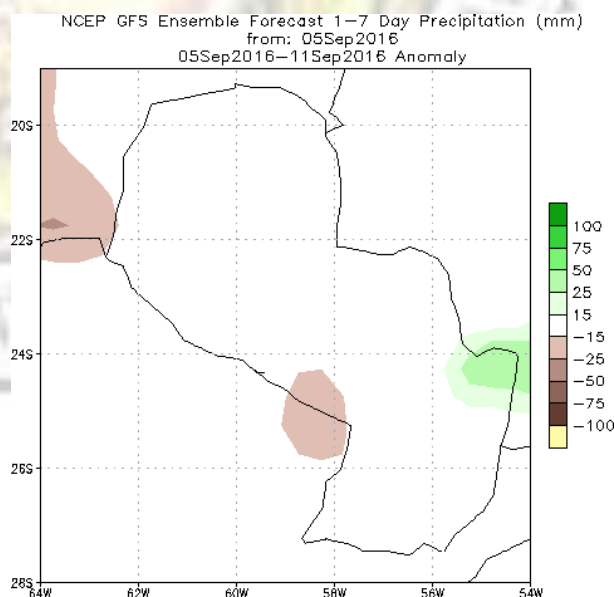 NCEP GFS Ensemble Forecast 1-7 Day Precipitation (mm)
from: 05Sep2016
05Sep2016-11Sep2016 Anomaly
20S
22S
24S
26S
28S
64W
62W
60W
58W
56W
54W
100
75
50
25
15
-15
-25
-50
-75
-100